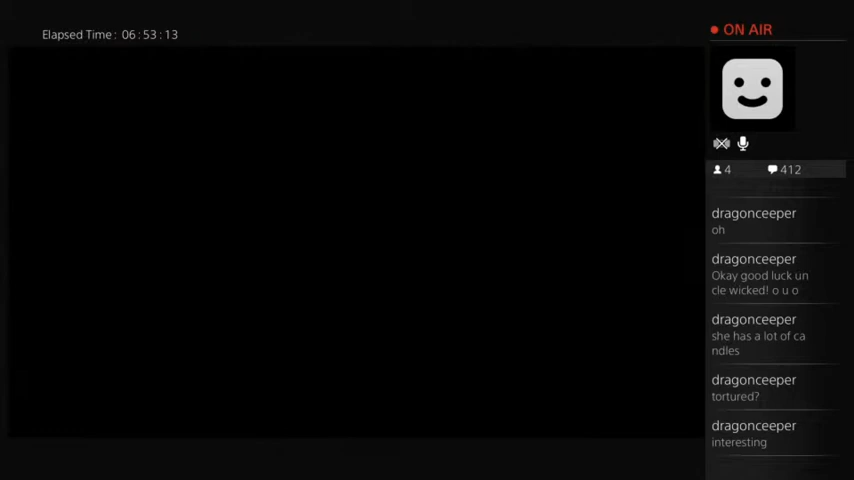 Elapsed Time: 06:53:13
ON AIR
4 412
dragonceeper
oh
dragonceeper
Okay good luck un
cle wicked! o u o
dragonceeper
she has a lot of ca
ndles
dragonceeper
tortured?
dragonceeper
interesting